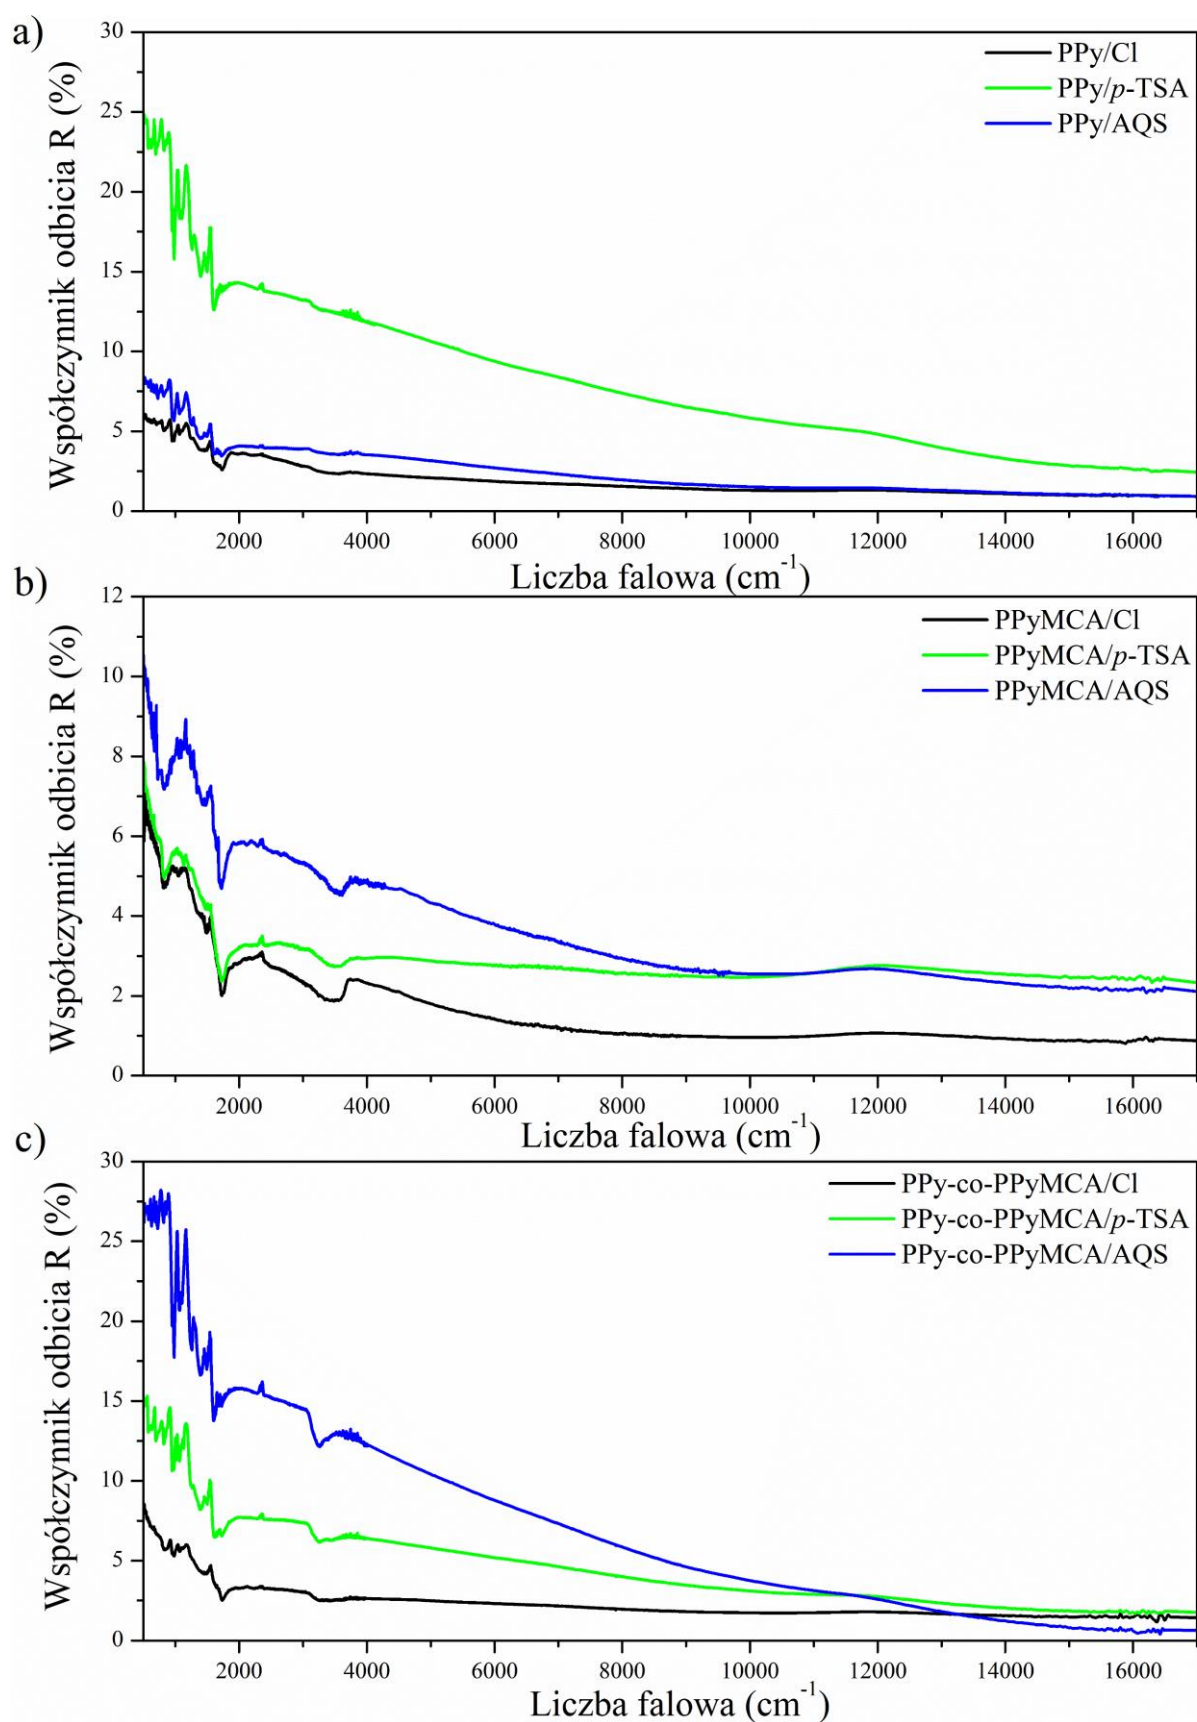 a)
30
25
20
15
10
5
0
Współczynnik odbicia R (%)
PPy/Cl
PPy/p-TSA
PPy/AQS
2000 4000 6000 8000 10000 12000 14000 16000
Liczba falowa (cm-1)
b)
12
10
8
6
4
2
0
Współczynnik odbicia R (%)
PPyMCA/Cl
PPyMCA/p-TSA
PPyMCA/AQS
2000 4000 6000 8000 10000 12000 14000 16000
Liczba falowa (cm-1)
c)
30
25
20
15
10
5
0
Współczynnik odbicia R (%)
PPy-co-PPyMCA/Cl
PPy-co-PPyMCA/p-TSA
PPy-co-PPyMCA/AQS
2000 4000 6000 8000 10000 12000 14000 16000
Liczba falowa (cm-1)